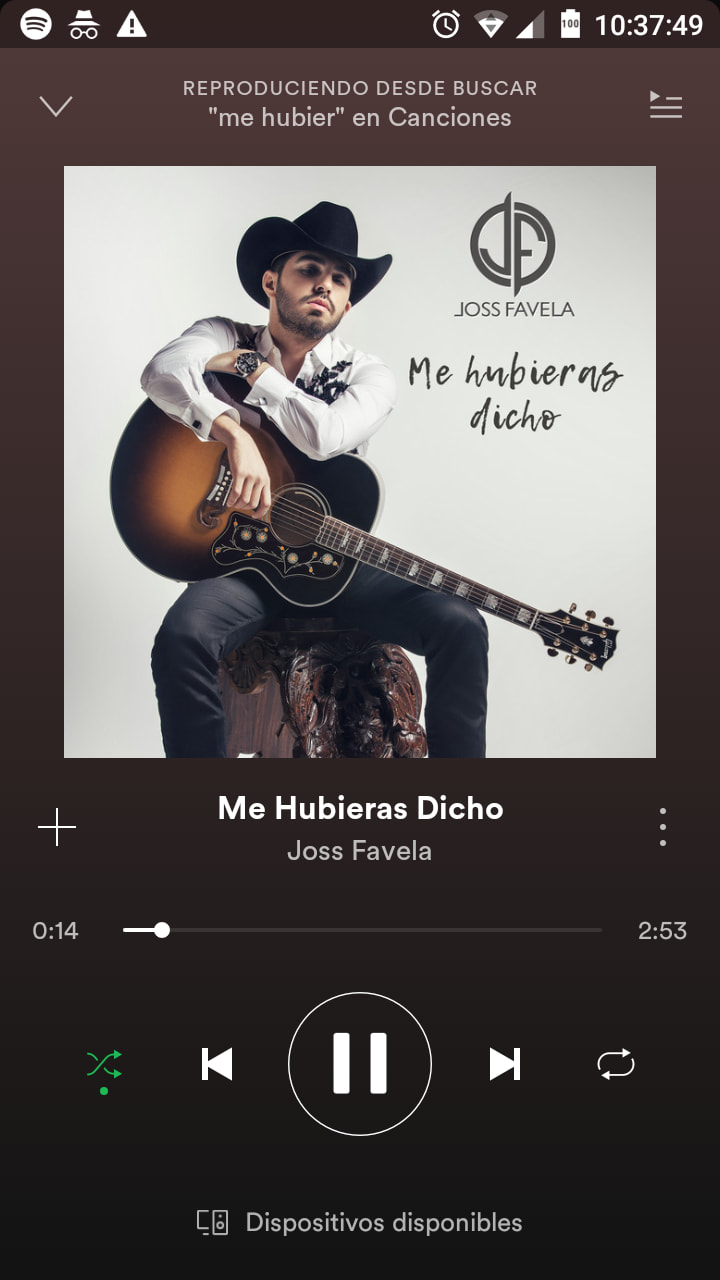 100 10:37:49
REPRODUCIENDO DESDE BUSCAR
"me hubier" en Canciones
JF
JOSS FAVELA
Me hubieras
dicho
Me Hubieras Dicho
Joss Favela
0:14 2:53
Dispositivos disponibles